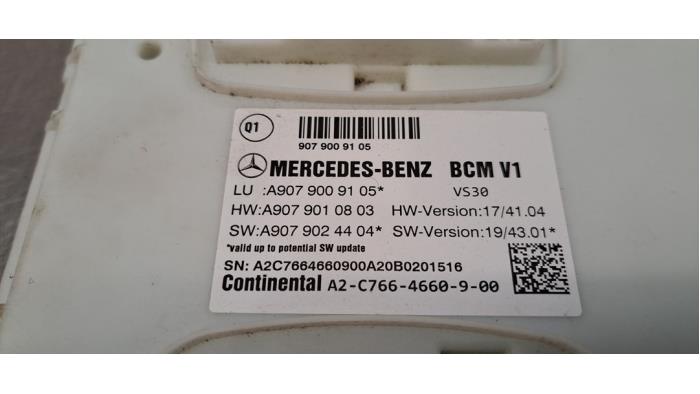 Q1
907 900 91 05
MERCEDES-BENZ BCM V1
LU :A907 900 91 05* VS30
HW:A907 901 08 03 HW-Version:17/41.04
SW:A907 902 44 04* SW-Version:19/43.01*
*valid up to potential SW update
SN: A2C7664660900A20B0201516
Continental A2-C766-4660-9-00